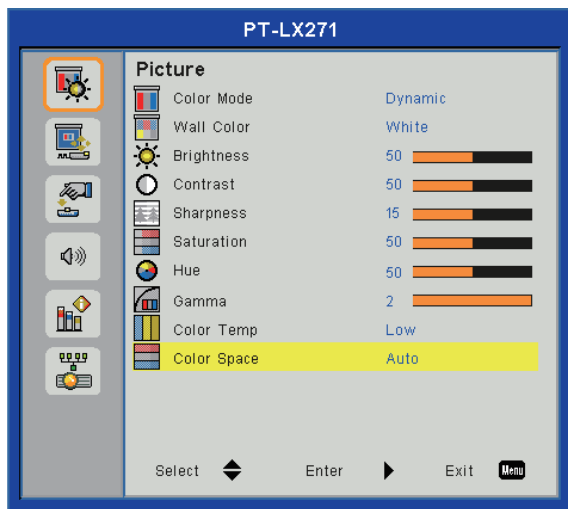 PT-LX271
Picture
Color Mode Dynamic
Wall Color White
Brightness 50
Contrast 50
Sharpness 15
Saturation 50
Hue 50
Gamma 2
Color Temp Low
Color Space Auto
Select Enter Exit Menu